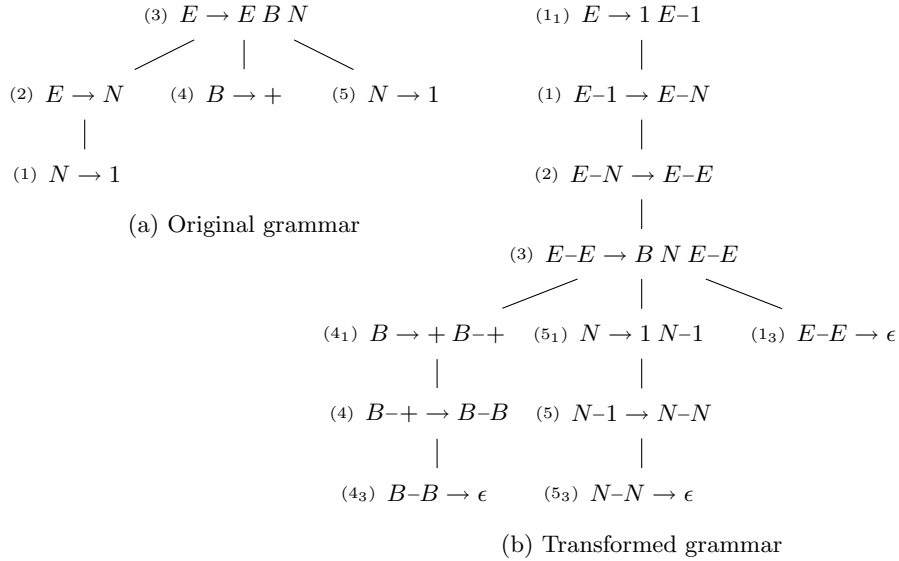 (3) E → E B N
(2) E → N
(4) B → +
(5) N → 1
(1) N → 1
(a) Original grammar
(1₁) E → 1 E–1
(1) E–1 → E–N
(2) E–N → E–E
(3) E–E → B N E–E
(4₁) B → + B–+
(5₁) N → 1 N–1
(1₃) E–E → ϵ
(4) B–+ → B–B
(5) N–1 → N–N
(4₃) B–B → ϵ
(5₃) N–N → ϵ
(b) Transformed grammar